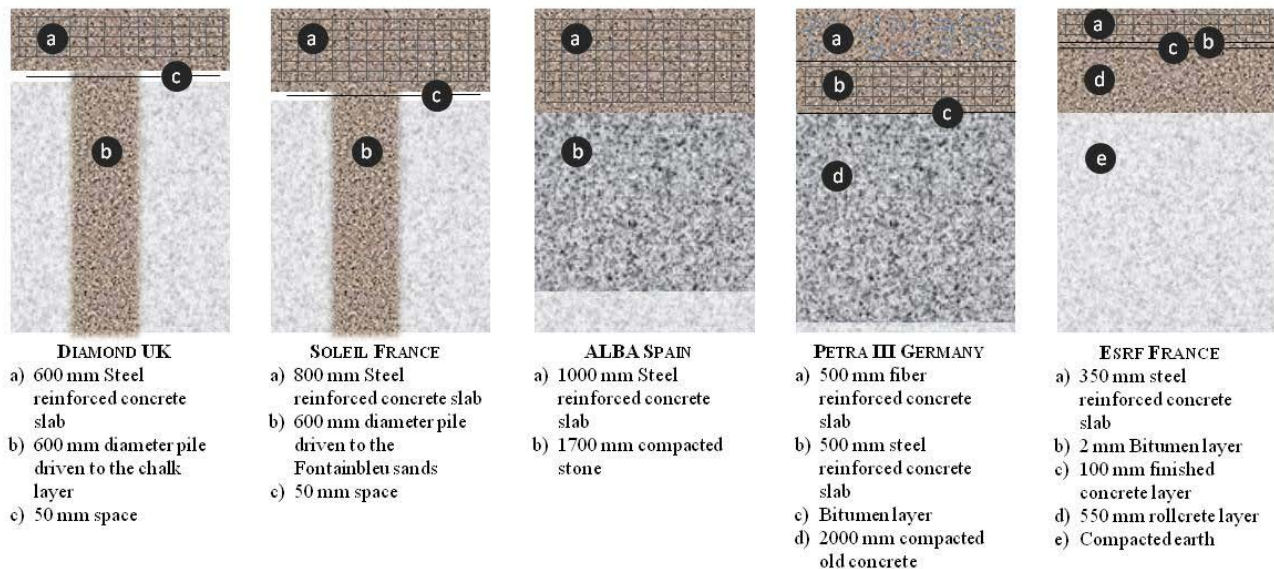 a
c
b
a
c
b
a
b
a
b
c
d
a
b
c
d
e
DIAMOND UK
a) 600 mm Steel
reinforced concrete
slab
b) 600 mm diameter pile
driven to the chalk
layer
c) 50 mm space
SOLEIL FRANCE
a) 800 mm Steel
reinforced concrete slab
b) 600 mm diameter pile
driven to the
Fontainbleu sands
c) 50 mm space
ALBA SPAIN
a) 1000 mm Steel
reinforced concrete
slab
b) 1700 mm compacted
stone
PETRA III GERMANY
a) 500 mm fiber
reinforced concrete
slab
b) 500 mm steel
reinforced concrete
slab
c) Bitumen layer
d) 2000 mm compacted
old concrete
ESRF FRANCE
a) 350 mm steel
reinforced concrete
slab
b) 2 mm Bitumen layer
c) 100 mm finished
concrete layer
d) 550 mm rollcrete layer
e) Compacted earth